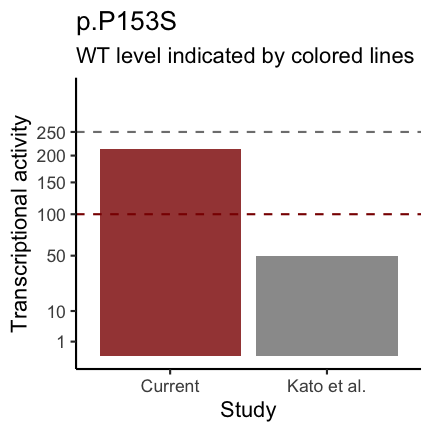 p.P153S
WT level indicated by colored lines
Transcriptional activity
250
200
150
100
50
10
1
Current
Kato et al.
Study